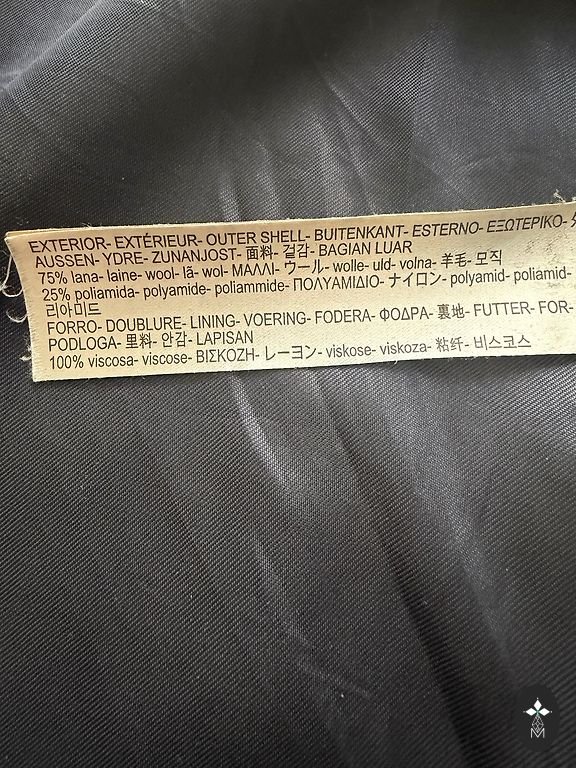 EXTERIOR- EXTÉRIEUR- OUTER SHELL- BUITENKANT- ESTERNO- ΕΞΩΤΕΡΙΚΟ-
AUSSEN- YDRE- ZUNANJOST- 面料- 겉감- BAGIAN LUAR
75% lana- laine- wool- lã- wol- ΜΑΛΛΙ- ウール- wolle- uld- volna- 羊毛- 모직
25% poliamida- polyamide- poliammide- ΠΟΛΥΑΜΙΔΙΟ- ナイロン- polyamid- poliamid-
리아미드
FORRO- DOUBLURE- LINING- VOERING- FODERA- ΦΟΔΡΑ- 裏地- FUTTER- FOR-
PODLOGA- 里料- 안감- LAPISAN
100% viscosa- viscose- ΒΙΣΚΟΖΗ- レーヨン- viskose- viskoza- 粘纤- 비스코스
M